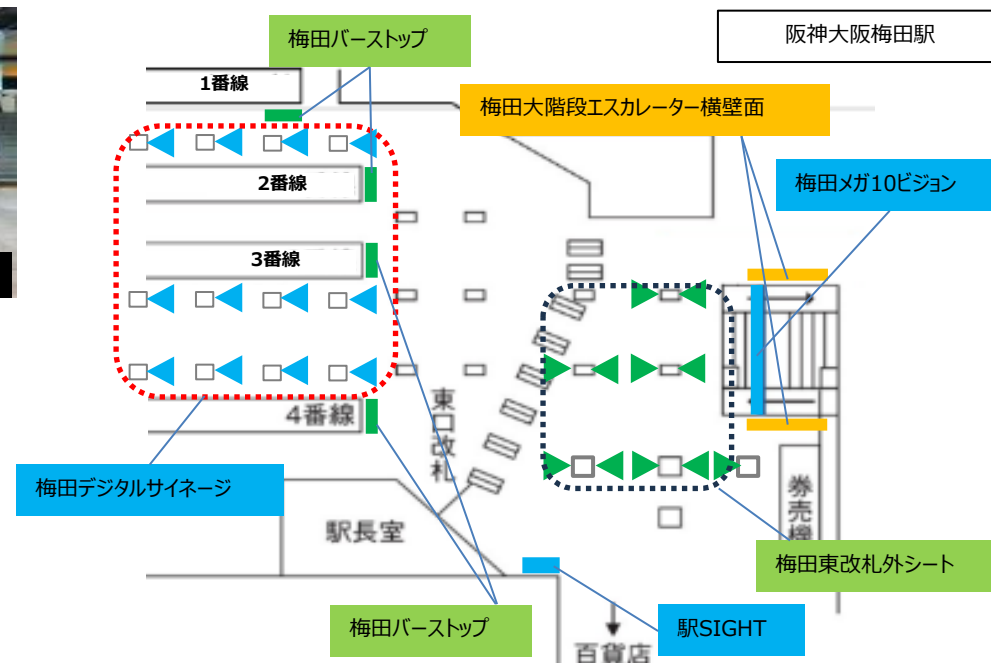 梅田バーストップ
阪神大阪梅田駅
1番線
梅田大階段エスカレーター横壁面
2番線
梅田メガ10ビジョン
3番線
東口改札
4番線
梅田デジタルサイネージ
券売機
駅長室
梅田東改札外シート
梅田バーストップ
駅SIGHT
百貨店